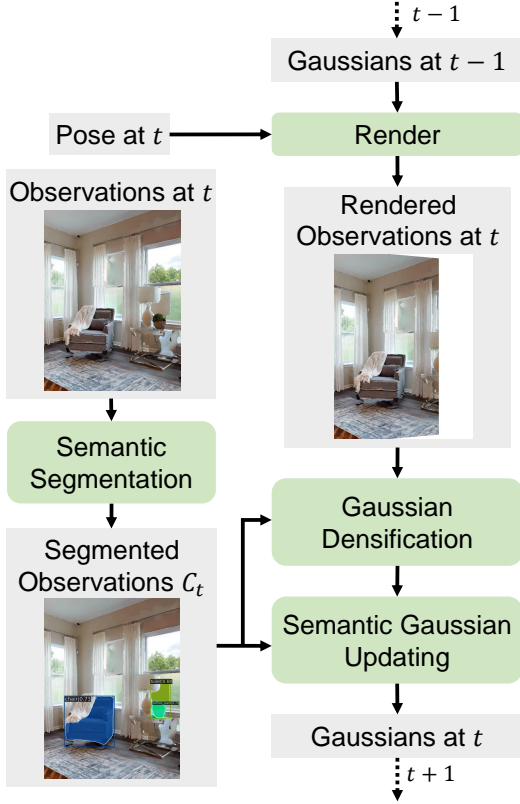 t − 1
Gaussians at t − 1
Pose at t
Render
Observations at t
Rendered
Observations at t
Semantic
Segmentation
Gaussian
Densification
Segmented
Observations C_t
Semantic Gaussian
Updating
Gaussians at t
t + 1